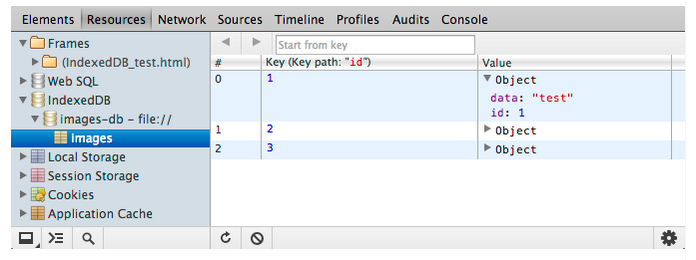 Elements Resources Network Sources Timeline Profiles Audits Console
Frames
(IndexedDB_test.html)
Web SQL
IndexedDB
images-db – file://
images
Local Storage
Session Storage
Cookies
Application Cache
Start from key
# Key (Key path: "id") Value
0 1 Object
data: "test"
id: 1
1 2 Object
2 3 Object